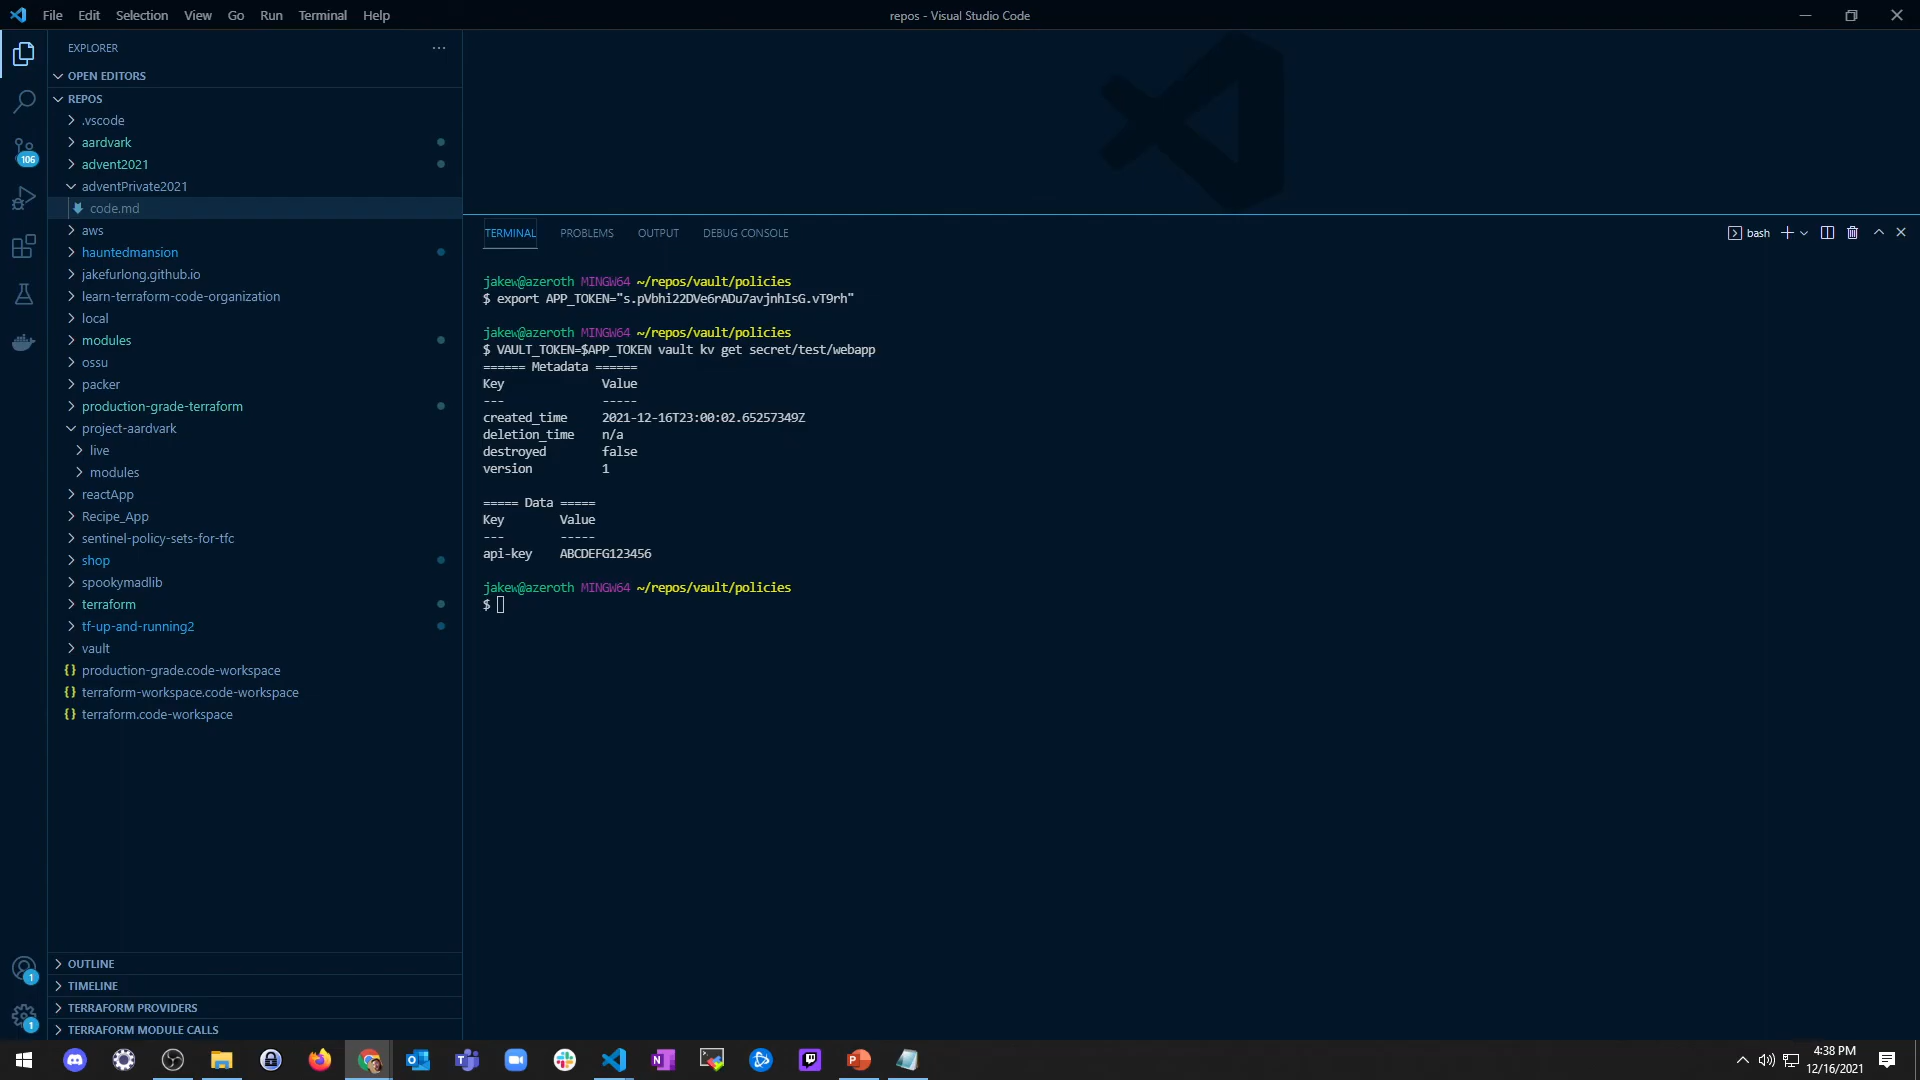 File Edit Selection View Go Run Terminal Help
repos - Visual Studio Code
EXPLORER
OPEN EDITORS
REPOS
.vscode
aardvark
advent2021
106
adventPrivate2021
code.md
aws
hauntedmansion
jakefurlong.github.io
learn-terraform-code-organization
local
modules
ossu
packer
production-grade-terraform
project-aardvark
live
modules
reactApp
Recipe_App
sentinel-policy-sets-for-tfc
shop
spookymadlib
terraform
tf-up-and-running2
vault
production-grade.code-workspace
terraform-workspace.code-workspace
terraform.code-workspace
OUTLINE
TIMELINE
TERRAFORM PROVIDERS
TERRAFORM MODULE CALLS
1
1
TERMINAL PROBLEMS OUTPUT DEBUG CONSOLE
bash
jakew@azeroth MINGW64 ~/repos/vault/policies
$ export APP_TOKEN="s.pVbhi22DVe6rADu7avjnhIsG.vT9rh"
jakew@azeroth MINGW64 ~/repos/vault/policies
$ VAULT_TOKEN=$APP_TOKEN vault kv get secret/test/webapp
====== Metadata ======
Key Value
--- -----
created_time 2021-12-16T23:00:02.65257349Z
deletion_time n/a
destroyed false
version 1
===== Data =====
Key Value
--- -----
api-key ABCDEFG123456
jakew@azeroth MINGW64 ~/repos/vault/policies
$
4:38 PM
12/16/2021